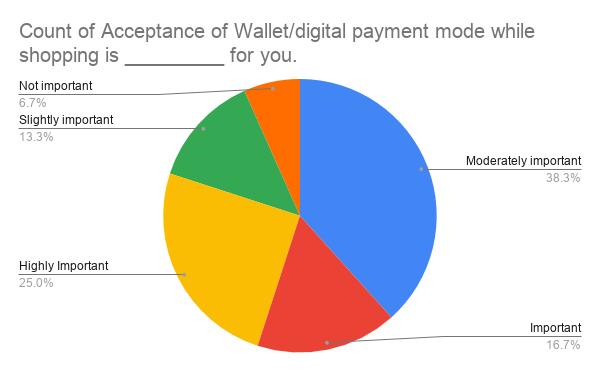 Count of Acceptance of Wallet/digital payment mode while
shopping is __________ for you.
Not important
6.7%
Slightly important
13.3%
Moderately important
38.3%
Highly Important
25.0%
Important
16.7%